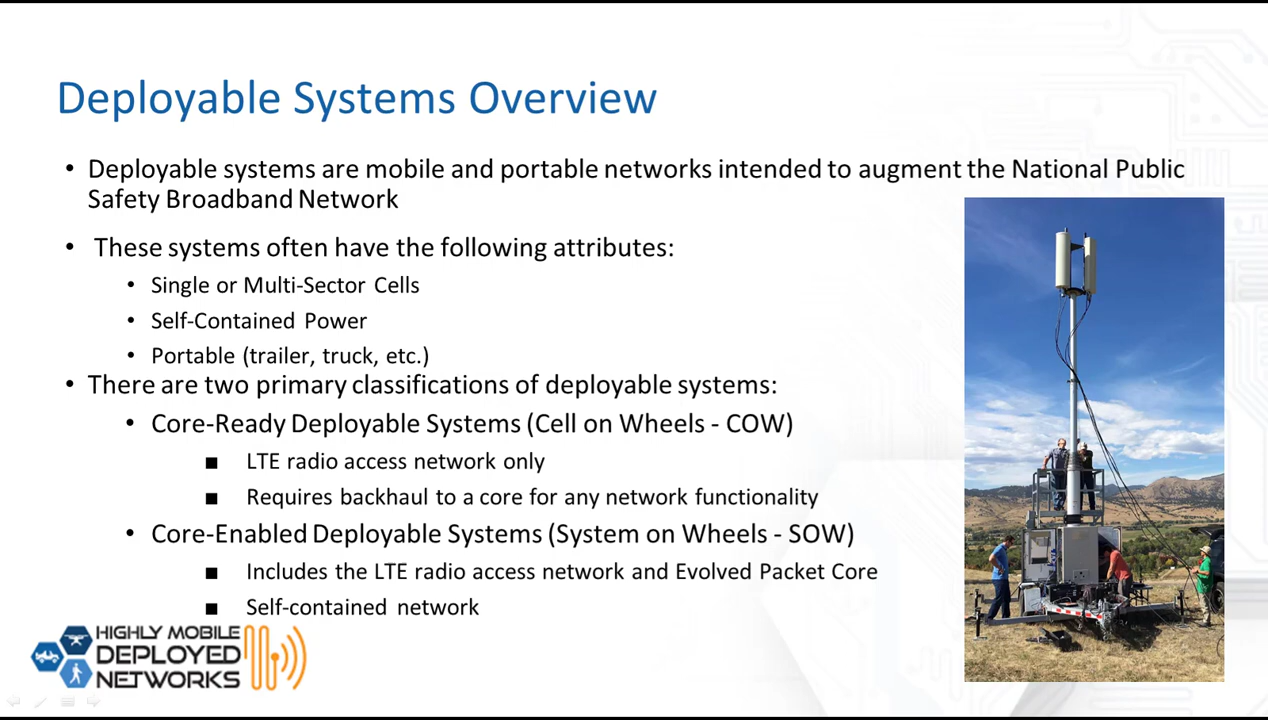 Deployable Systems Overview
• Deployable systems are mobile and portable networks intended to augment the National Public
Safety Broadband Network
• These systems often have the following attributes:
• Single or Multi-Sector Cells
• Self-Contained Power
• Portable (trailer, truck, etc.)
• There are two primary classifications of deployable systems:
• Core-Ready Deployable Systems (Cell on Wheels - COW)
■ LTE radio access network only
■ Requires backhaul to a core for any network functionality
• Core-Enabled Deployable Systems (System on Wheels - SOW)
■ Includes the LTE radio access network and Evolved Packet Core
■ Self-contained network
HIGHLY MOBILE
DEPLOYED
NETWORKS